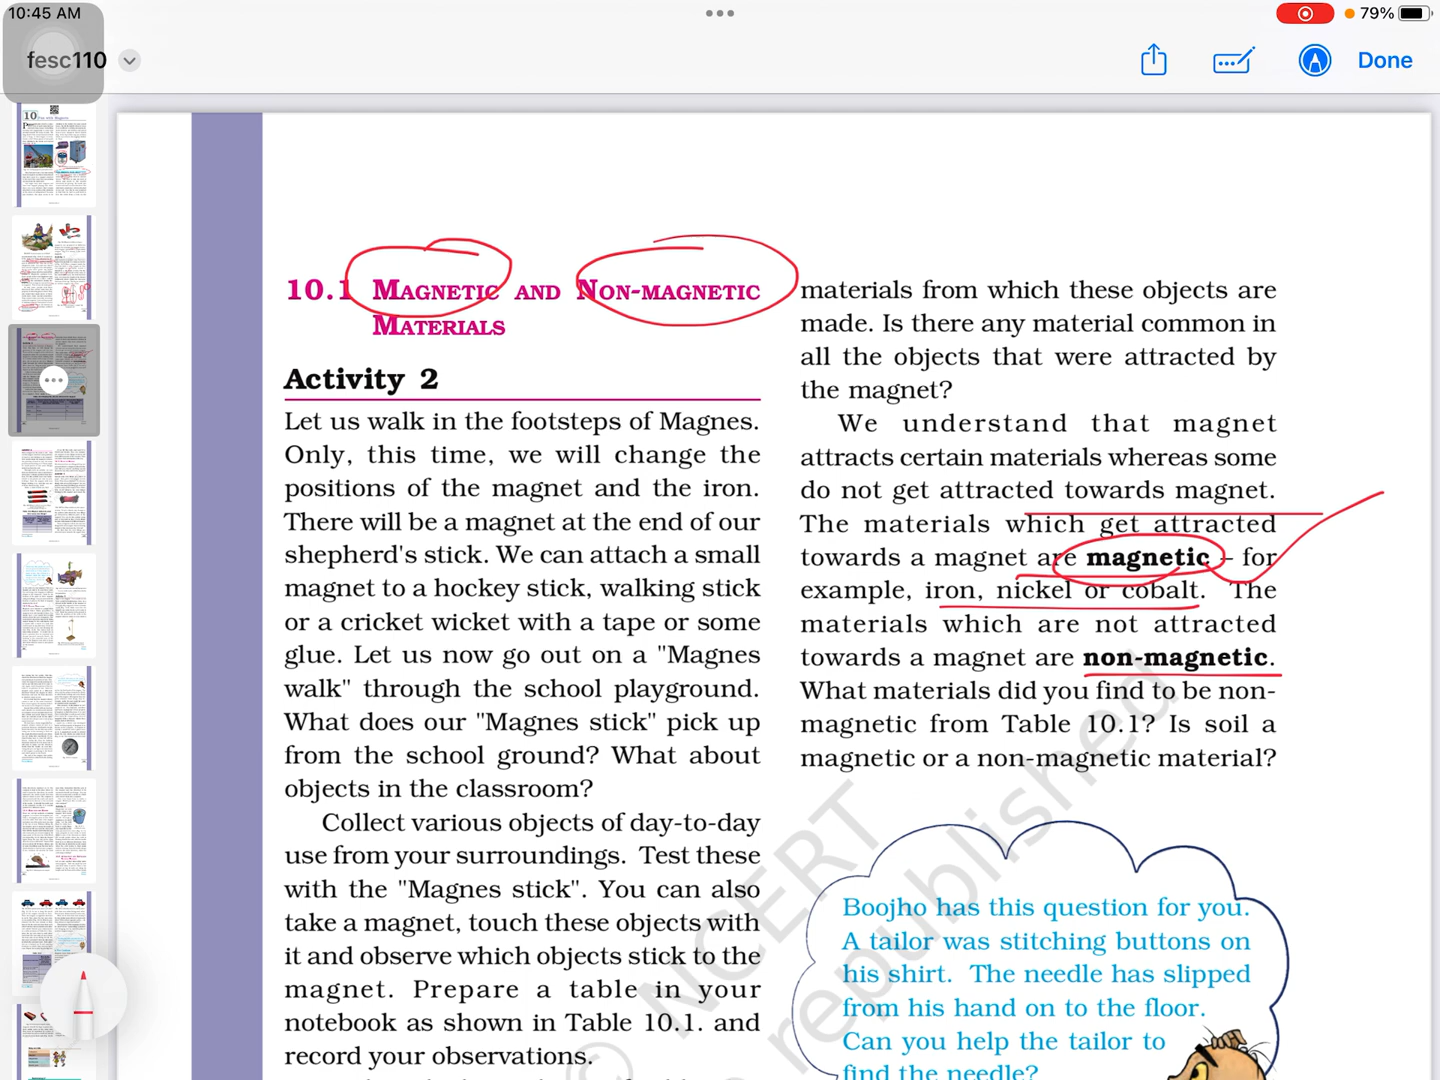 10:45 AM
79%
fesc110
Done
10.1 MAGNETIC AND NON-MAGNETIC
MATERIALS
Activity 2
Let us walk in the footsteps of Magnes.
Only, this time, we will change the
positions of the magnet and the iron.
There will be a magnet at the end of our
shepherd's stick. We can attach a small
magnet to a hockey stick, walking stick
or a cricket wicket with a tape or some
glue. Let us now go out on a "Magnes
walk" through the school playground.
What does our "Magnes stick" pick up
from the school ground? What about
objects in the classroom?
Collect various objects of day-to-day
use from your surroundings. Test these
with the "Magnes stick". You can also
take a magnet, touch these objects with
it and observe which objects stick to the
magnet. Prepare a table in your
notebook as shown in Table 10.1. and
record your observations.
materials from which these objects are
made. Is there any material common in
all the objects that were attracted by
the magnet?
We understand that magnet
attracts certain materials whereas some
do not get attracted towards magnet.
The materials which get attracted
towards a magnet are magnetic – for
example, iron, nickel or cobalt. The
materials which are not attracted
towards a magnet are non-magnetic.
What materials did you find to be non-
magnetic from Table 10.1? Is soil a
magnetic or a non-magnetic material?
Boojho has this question for you.
A tailor was stitching buttons on
his shirt. The needle has slipped
from his hand on to the floor.
Can you help the tailor to
find the needle?
© NCERT
republished